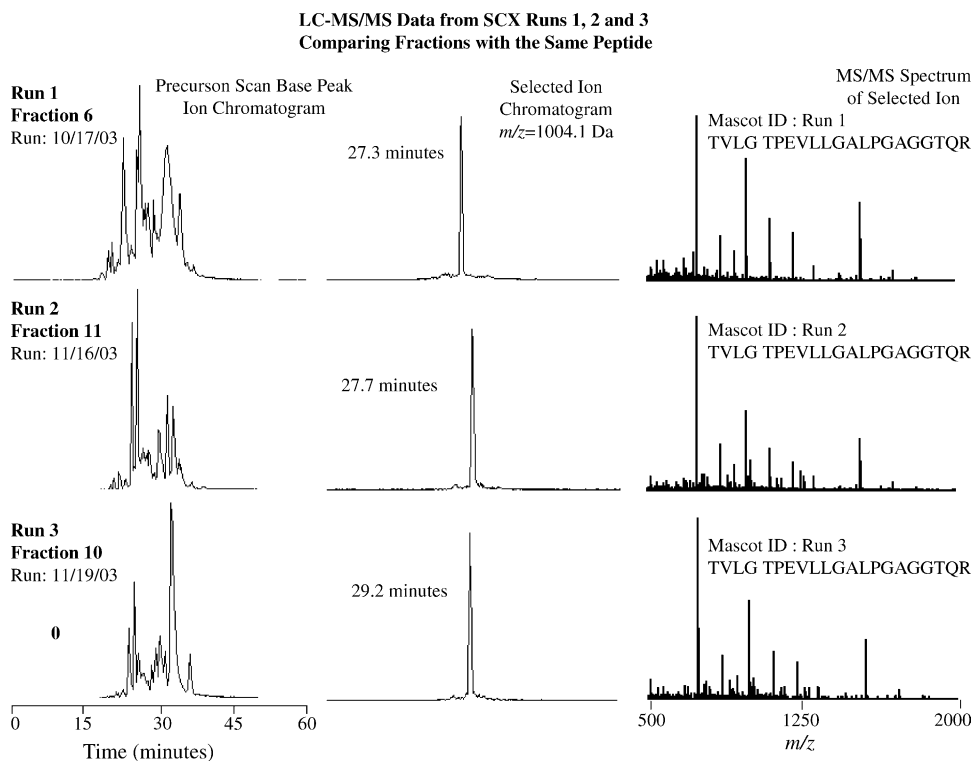 LC-MS/MS Data from SCX Runs 1, 2 and 3
Comparing Fractions with the Same Peptide
Run 1
Fraction 6
Run: 10/17/03
Precurson Scan Base Peak
Ion Chromatogram
Selected Ion
Chromatogram
m/z=1004.1 Da
MS/MS Spectrum
of Selected Ion
27.3 minutes
Mascot ID : Run 1
TVLG TPEVLLGALPGAGGTQR
Run 2
Fraction 11
Run: 11/16/03
27.7 minutes
Mascot ID : Run 2
TVLG TPEVLLGALPGAGGTQR
Run 3
Fraction 10
Run: 11/19/03
0
29.2 minutes
Mascot ID : Run 3
TVLG TPEVLLGALPGAGGTQR
0 15 30 45 60
Time (minutes)
500 1250 2000
m/z